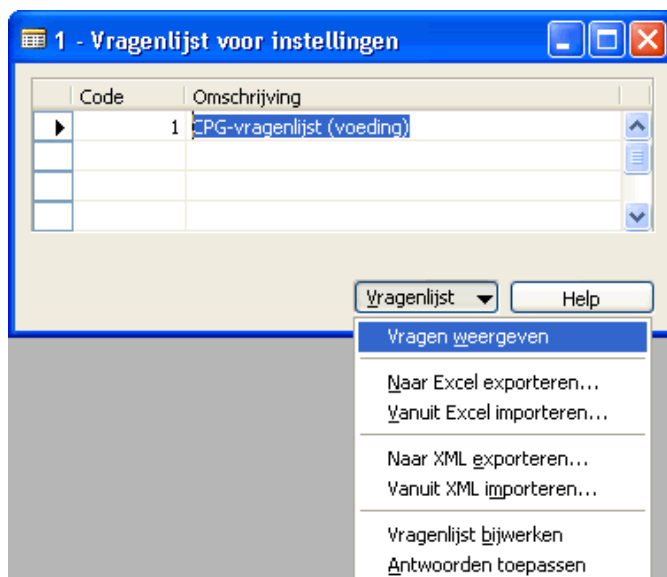 1 - Vragenlijst voor instellingen
Code Omschrijving
1 CPG-vragenlijst (voeding)
Vragenlijst Help
Vragen weergeven
Naar Excel exporteren...
Vanuit Excel importeren...
Naar XML exporteren...
Vanuit XML importeren...
Vragenlijst bijwerken
Antwoorden toepassen